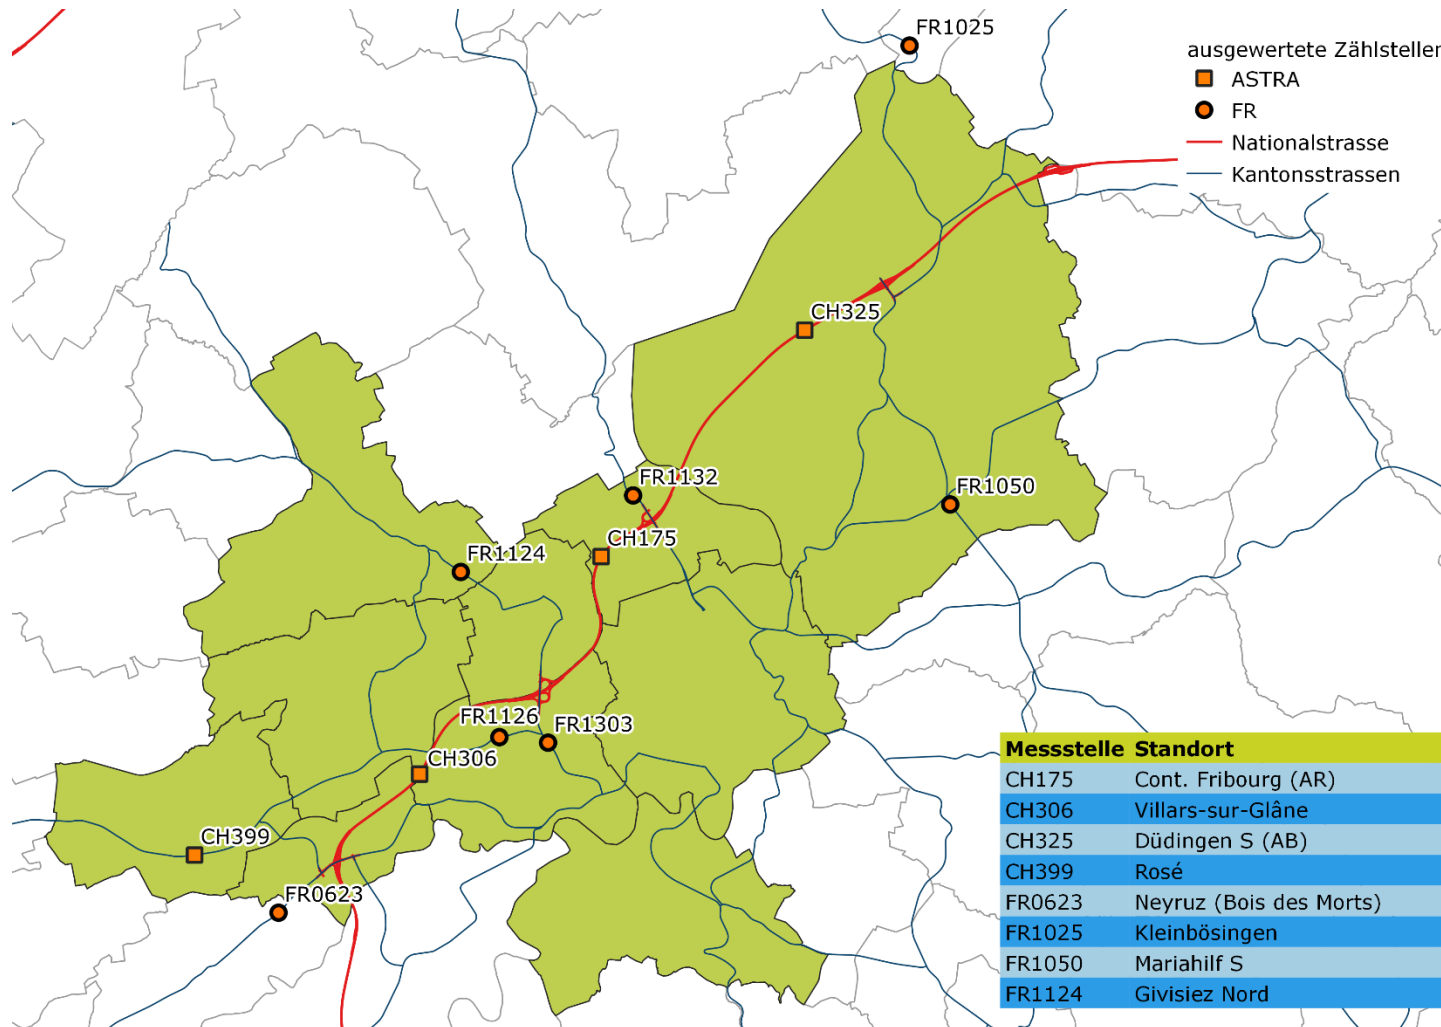 FR1025
ausgewertete Zählstellen
ASTRA
FR
Nationalstrasse
Kantonsstrassen
CH325
FR1132
FR1050
CH175
FR1124
FR1126
FR1303
CH306
CH399
FR0623
Messstelle Standort
CH175 Cont. Fribourg (AR)
CH306 Villars-sur-Glâne
CH325 Düdingen S (AB)
CH399 Rosé
FR0623 Neyruz (Bois des Morts)
FR1025 Kleinbösingen
FR1050 Mariahilf S
FR1124 Givisiez Nord